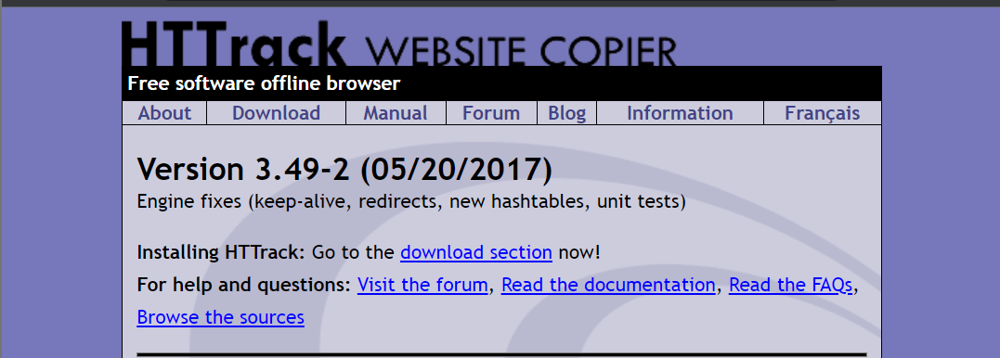 HTTrack WEBSITE COPIER
Free software offline browser
About Download Manual Forum Blog Information Français
Version 3.49-2 (05/20/2017)
Engine fixes (keep-alive, redirects, new hashtables, unit tests)
Installing HTTrack: Go to the download section now!
For help and questions: Visit the forum, Read the documentation, Read the FAQs,
Browse the sources